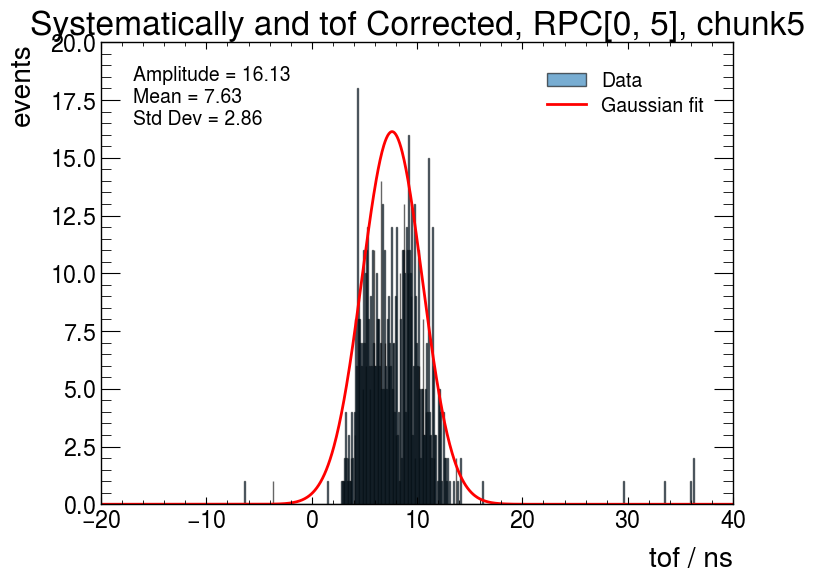 Systematically and tof Corrected, RPC[0, 5], chunk5
events
20.0
17.5
15.0
12.5
10.0
7.5
5.0
2.5
0.0
Amplitude = 16.13
Mean = 7.63
Std Dev = 2.86
Data
Gaussian fit
−20
−10
0
10
20
30
40
tof / ns